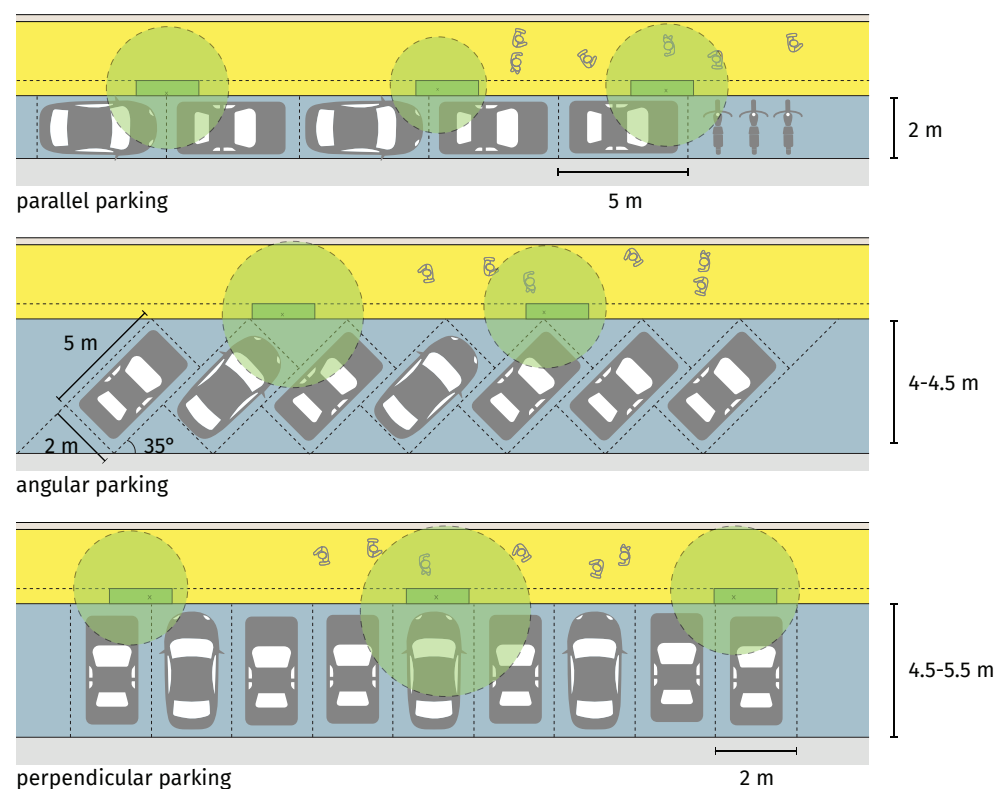 2 m
parallel parking
5 m
5 m
4-4.5 m
2 m
35°
angular parking
4.5-5.5 m
perpendicular parking
2 m